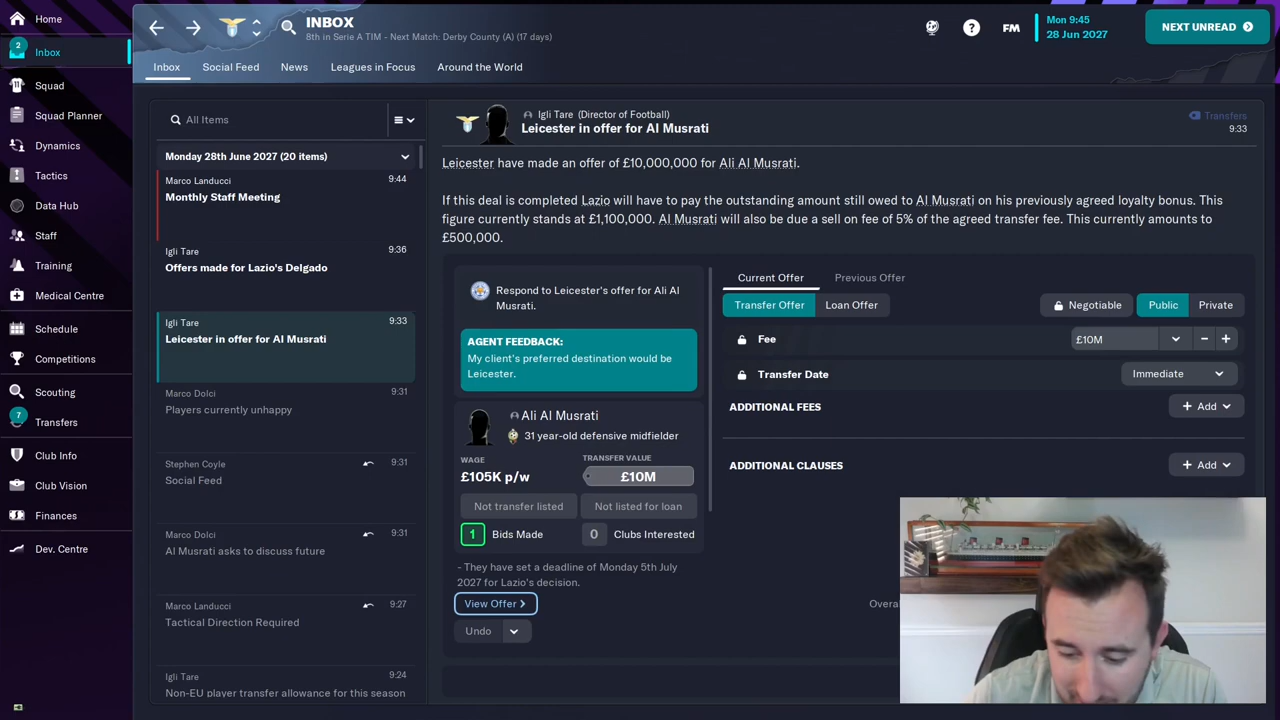 Home
INBOX
8th in Serie A TIM - Next Match: Derby County (A) (17 days)
FM
Mon 9:45
28 Jun 2027
NEXT UNREAD
2
Inbox
Squad
Squad Planner
Dynamics
Tactics
Data Hub
Staff
Training
Medical Centre
Schedule
Competitions
Scouting
7
Transfers
Club Info
Club Vision
Finances
Dev. Centre
Inbox
Social Feed
News
Leagues in Focus
Around the World
All Items
Monday 28th June 2027 (20 items)
Marco Landucci
9:44
Monthly Staff Meeting
Igli Tare
9:36
Offers made for Lazio's Delgado
Igli Tare
9:33
Leicester in offer for Al Musrati
Marco Dolci
9:31
Players currently unhappy
Stephen Coyle
9:31
Social Feed
Marco Dolci
9:31
Al Musrati asks to discuss future
Marco Landucci
9:27
Tactical Direction Required
Igli Tare
9:24
Non-EU player transfer allowance for this season
Igli Tare (Director of Football)
Leicester in offer for Al Musrati
Transfers
9:33
Leicester have made an offer of £10,000,000 for Ali Al Musrati.
If this deal is completed Lazio will have to pay the outstanding amount still owed to Al Musrati on his previously agreed loyalty bonus. This
figure currently stands at £1,100,000. Al Musrati will also be due a sell on fee of 5% of the agreed transfer fee. This currently amounts to
£500,000.
Respond to Leicester's offer for Ali Al
Musrati.
AGENT FEEDBACK:
My client's preferred destination would be
Leicester.
Ali Al Musrati
31 year-old defensive midfielder
WAGE
TRANSFER VALUE
£105K p/w
£10M
Not transfer listed
Not listed for loan
1
Bids Made
0
Clubs Interested
- They have set a deadline of Monday 5th July
2027 for Lazio's decision.
View Offer
Undo
Current Offer
Previous Offer
Transfer Offer
Loan Offer
Negotiable
Public
Private
Fee
£10M
Transfer Date
Immediate
ADDITIONAL FEES
Add
ADDITIONAL CLAUSES
Add